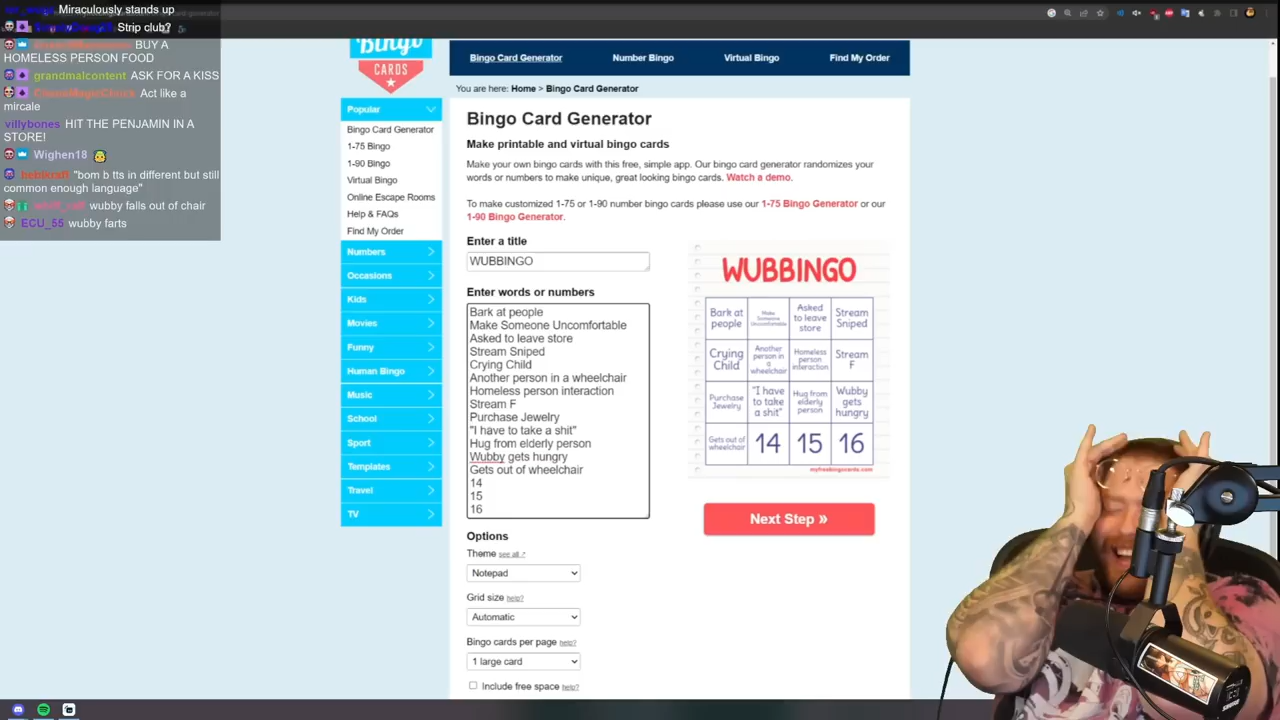 Miraculously stands up
Strip club?
BUY A
HOMELESS PERSON FOOD
grandmalcontent ASK FOR A KISS
Act like a
mircale
villybones HIT THE PENJAMIN IN A
STORE!
Wighen18
"born b tts in different but still
common enough language"
wubby falls out of chair
ECU_55 wubby farts
Bingo
CARDS
Bingo Card Generator
Number Bingo
Virtual Bingo
Find My Order
You are here: Home > Bingo Card Generator
Popular
Bingo Card Generator
1-75 Bingo
1-90 Bingo
Virtual Bingo
Online Escape Rooms
Help & FAQs
Find My Order
Numbers
Occasions
Kids
Movies
Funny
Human Bingo
Music
School
Sport
Templates
Travel
TV
Bingo Card Generator
Make printable and virtual bingo cards
Make your own bingo cards with this free, simple app. Our bingo card generator randomizes your
words or numbers to make unique, great looking bingo cards. Watch a demo.
To make customized 1-75 or 1-90 number bingo cards please use our 1-75 Bingo Generator or our
1-90 Bingo Generator.
Enter a title
WUBBINGO
Enter words or numbers
Bark at people
Make Someone Uncomfortable
Asked to leave store
Stream Sniped
Crying Child
Another person in a wheelchair
Homeless person interaction
Stream F
Purchase Jewelry
"I have to take a shit"
Hug from elderly person
Wubby gets hungry
Gets out of wheelchair
14
15
16
Options
Theme see all
Notepad
Grid size help?
Automatic
Bingo cards per page help?
1 large card
Include free space help?
WUBBINGO
Bark at
people
Make
Someone
Uncomfortable
Asked
to leave
store
Stream
Sniped
Crying
Child
Another
person in
a
wheelchair
Homeless
person
interaction
Stream
F
Purchase
Jewelry
"I have
to take
a shit"
Hug from
elderly
person
Wubby
gets
hungry
Gets out of
wheelchair
14
15
16
myfreebingocards.com
Next Step »